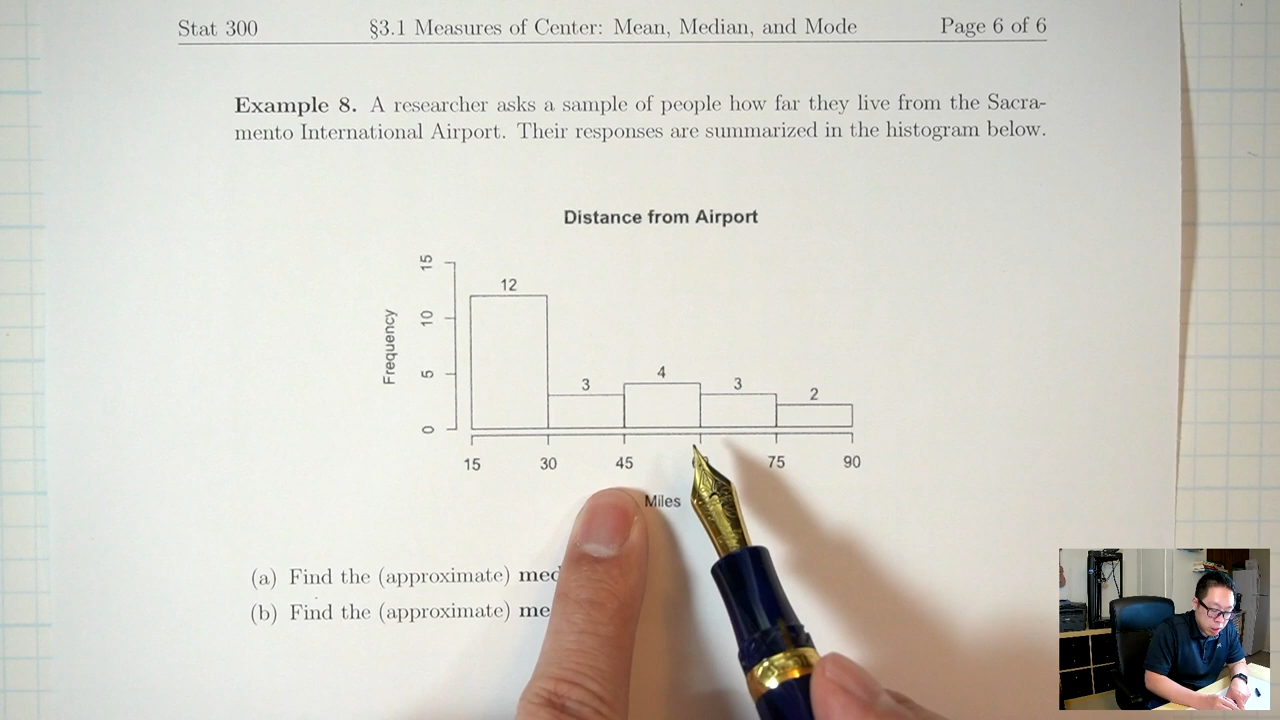 Stat 300 §3.1 Measures of Center: Mean, Median, and Mode Page 6 of 6
Example 8. A researcher asks a sample of people how far they live from the Sacra-
mento International Airport. Their responses are summarized in the histogram below.
Distance from Airport
Frequency
15
10
5
0
12
3
4
3
2
15 30 45 75 90
Miles
(a) Find the (approximate)
(b) Find the (approximate)